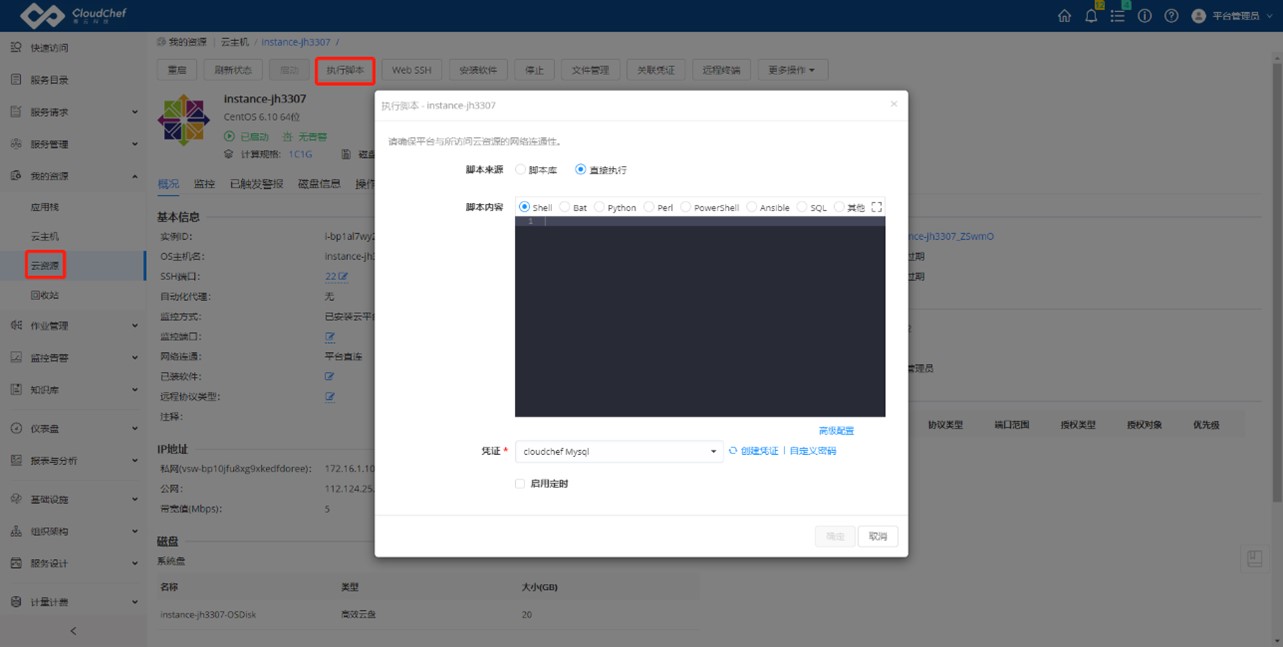 CloudChef
12
4
平台管理员
快速访问
服务目录
服务请求
服务管理
我的资源
应用栈
云主机
云资源
回收站
作业管理
监控告警
知识库
仪表盘
报表与分析
基础设施
组织架构
服务设计
计量计费
我的资源 | 云主机 / instance-jh3307 /
重启 刷新状态 启动 执行脚本 Web SSH 安装软件 停止 文件管理 关联凭证 远程终端 更多操作
instance-jh3307
CentOS 6.10 64位
已启动 无告警
计算规格: 1C1G 磁盘
概况 监控 已触发警报 磁盘信息 操作
基本信息
实例ID: i-bp1al7wy2
OS主机名: instance-jh3
SSH端口: 22
自动化代理: 无
监控方式: 已安装云平台
监控端口:
网络连通: 平台直连
已装软件:
远程协议类型:
注释:
IP地址
私网(vsw-bp10jfu8xg9xkedfdoree): 172.16.1.10
公网: 112.124.25.
带宽值(Mbps): 5
磁盘
系统盘
名称 类型 大小(GB)
instance-jh3307-OSDisk 高效云盘 20
执行脚本 - instance-jh3307
请确保平台与所访问云资源的网络连通性。
脚本来源 脚本库 直接执行
脚本内容 Shell Bat Python Perl PowerShell Ansible SQL 其他
1
高级配置
凭证 * cloudchef Mysql 创建凭证 | 自定义密码
启用定时
确定 取消
nce-jh3307_ZSwmO
过期
过期
管理员
协议类型 端口范围 授权类型 授权对象 优先级